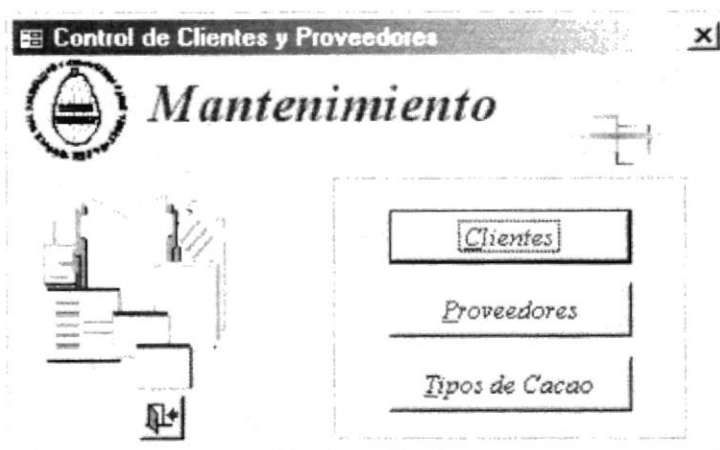 Control de Clientes y Proveedores
Mantenimiento
Clientes
Proveedores
Tipos de Cacao